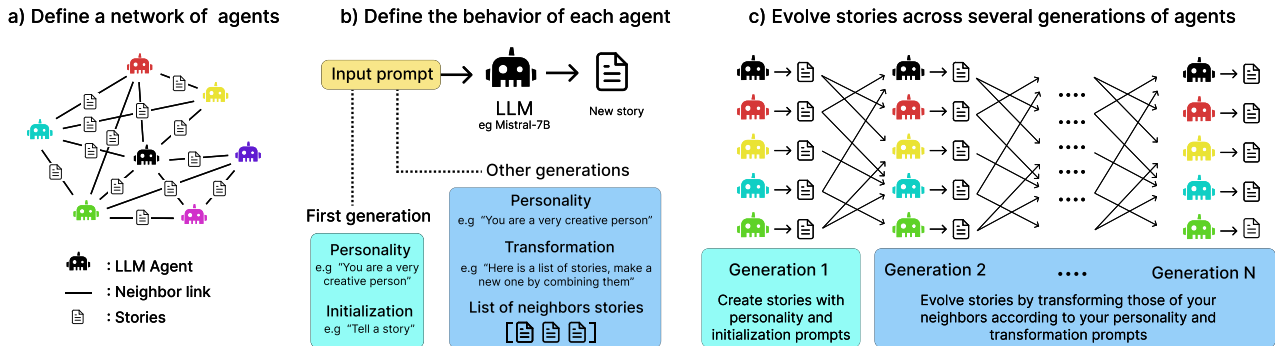 a) Define a network of agents
: LLM Agent
: Neighbor link
: Stories
b) Define the behavior of each agent
Input prompt
LLM
eg Mistral-7B
New story
Other generations
First generation
Personality
e.g "You are a very
creative person"
Initialization
e.g "Tell a story"
Personality
e.g "You are a very creative person"
Transformation
e.g "Here is a list of stories, make a
new one by combining them"
List of neighbors stories
[ ]
c) Evolve stories across several generations of agents
....
....
....
....
....
Generation 1
Create stories with
personality and
initialization prompts
Generation 2 .... Generation N
Evolve stories by transforming those of your
neighbors according to your personality and
transformation prompts